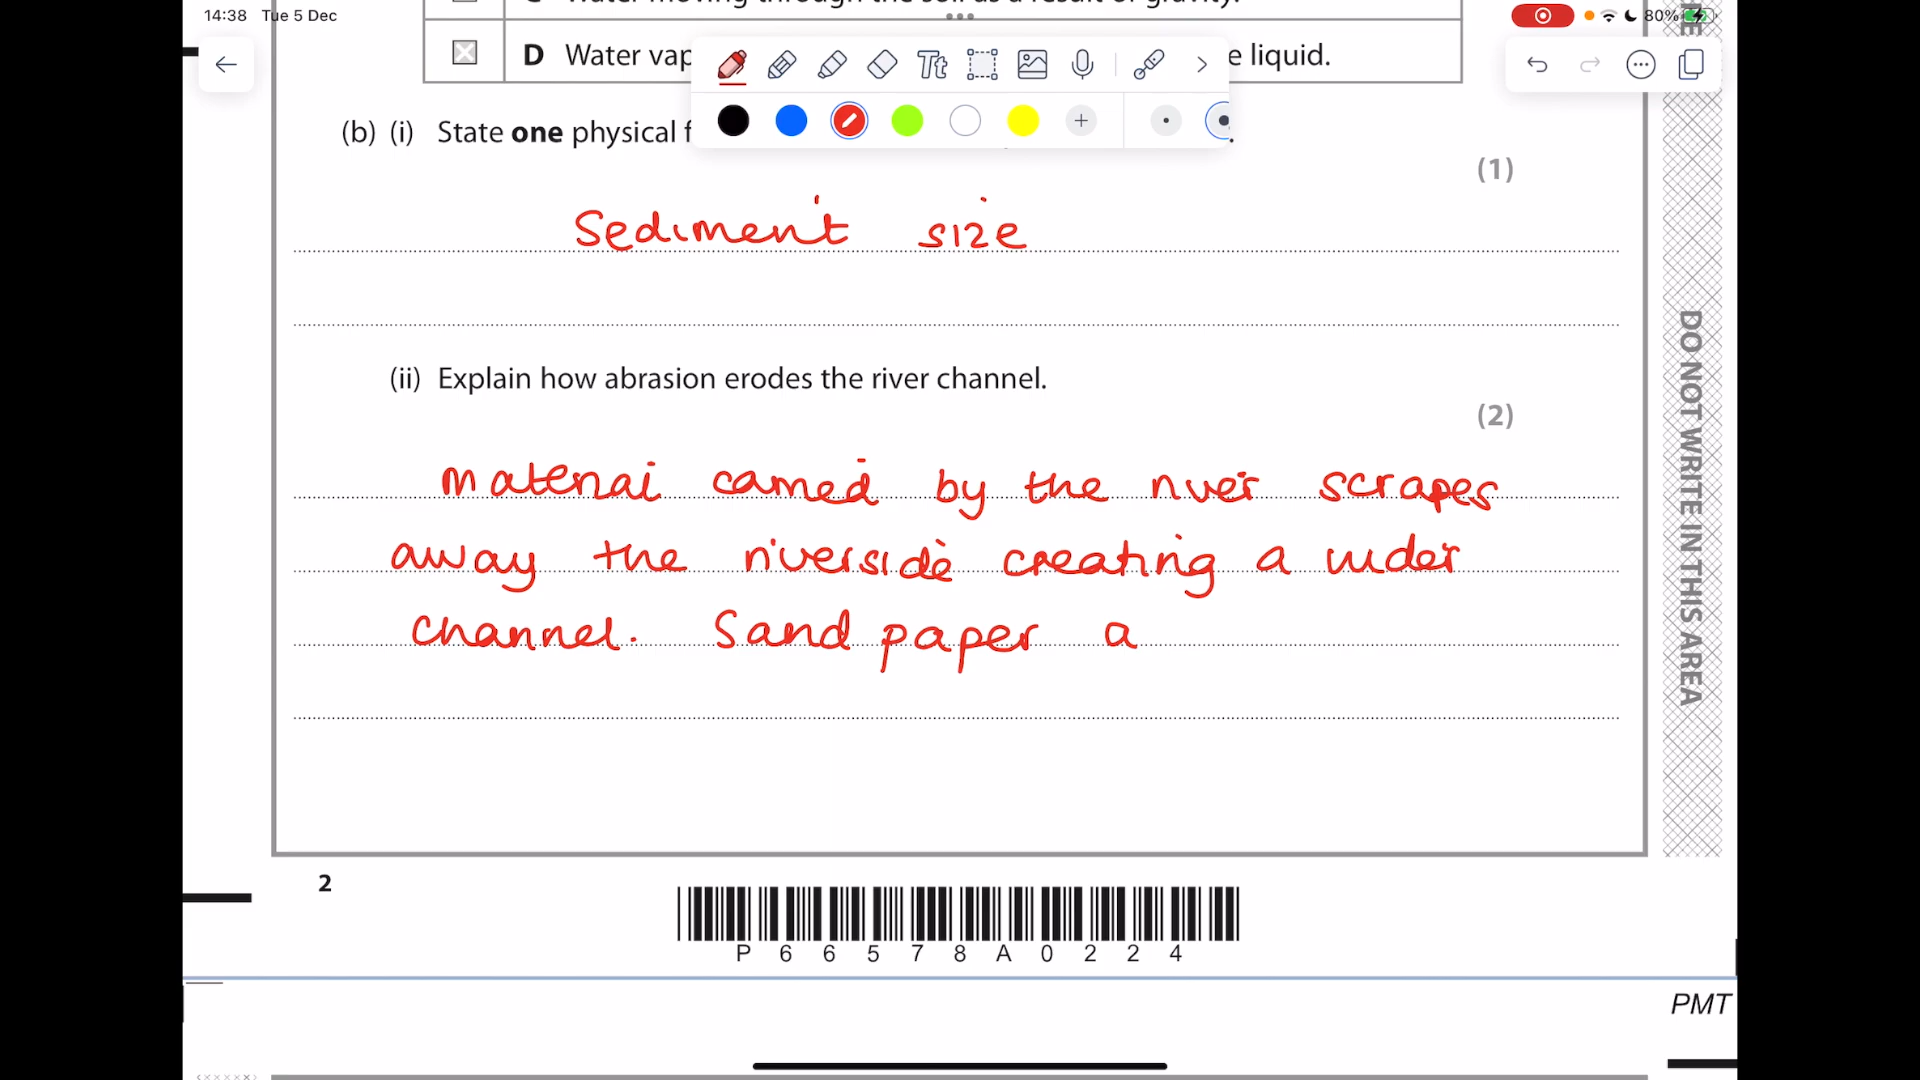 14:38 Tue 5 Dec
80%
D Water vap
e liquid.
Tt
(b) (i) State one physical f
(1)
Sediment size
(ii) Explain how abrasion erodes the river channel.
(2)
Material carried by the river scrapes
away the riverside creating a wider
channel. Sand paper a
DO NOT WRITE IN THIS AREA
2
P 6 6 5 7 8 A 0 2 2 4
PMT